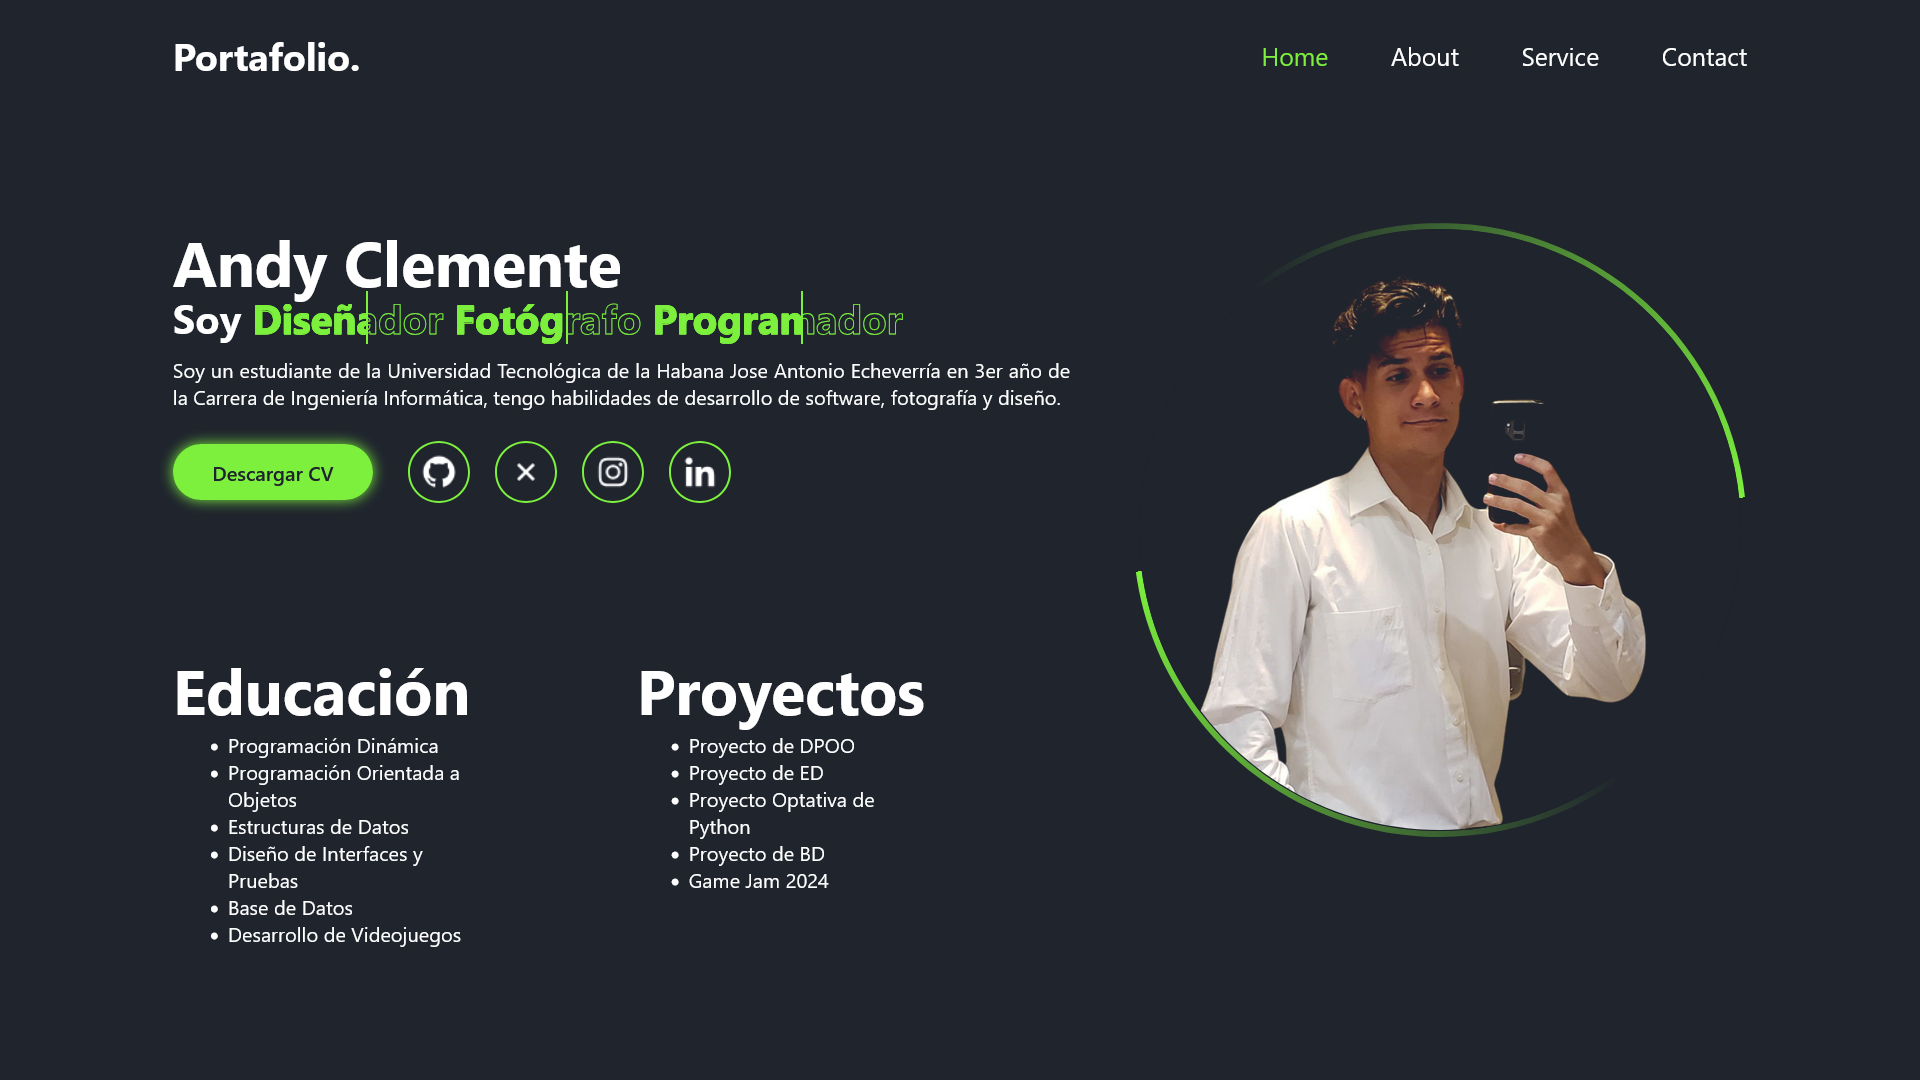 Portafolio.
Home About Service Contact
Andy Clemente
Soy Diseñador Fotógrafo Programador
Soy un estudiante de la Universidad Tecnológica de la Habana Jose Antonio Echeverría en 3er año de
la Carrera de Ingeniería Informática, tengo habilidades de desarrollo de software, fotografía y diseño.
Descargar CV
in
Educación
Programación Dinámica
Programación Orientada a
Objetos
Estructuras de Datos
Diseño de Interfaces y
Pruebas
Base de Datos
Desarrollo de Videojuegos
Proyectos
Proyecto de DPOO
Proyecto de ED
Proyecto Optativa de
Python
Proyecto de BD
Game Jam 2024